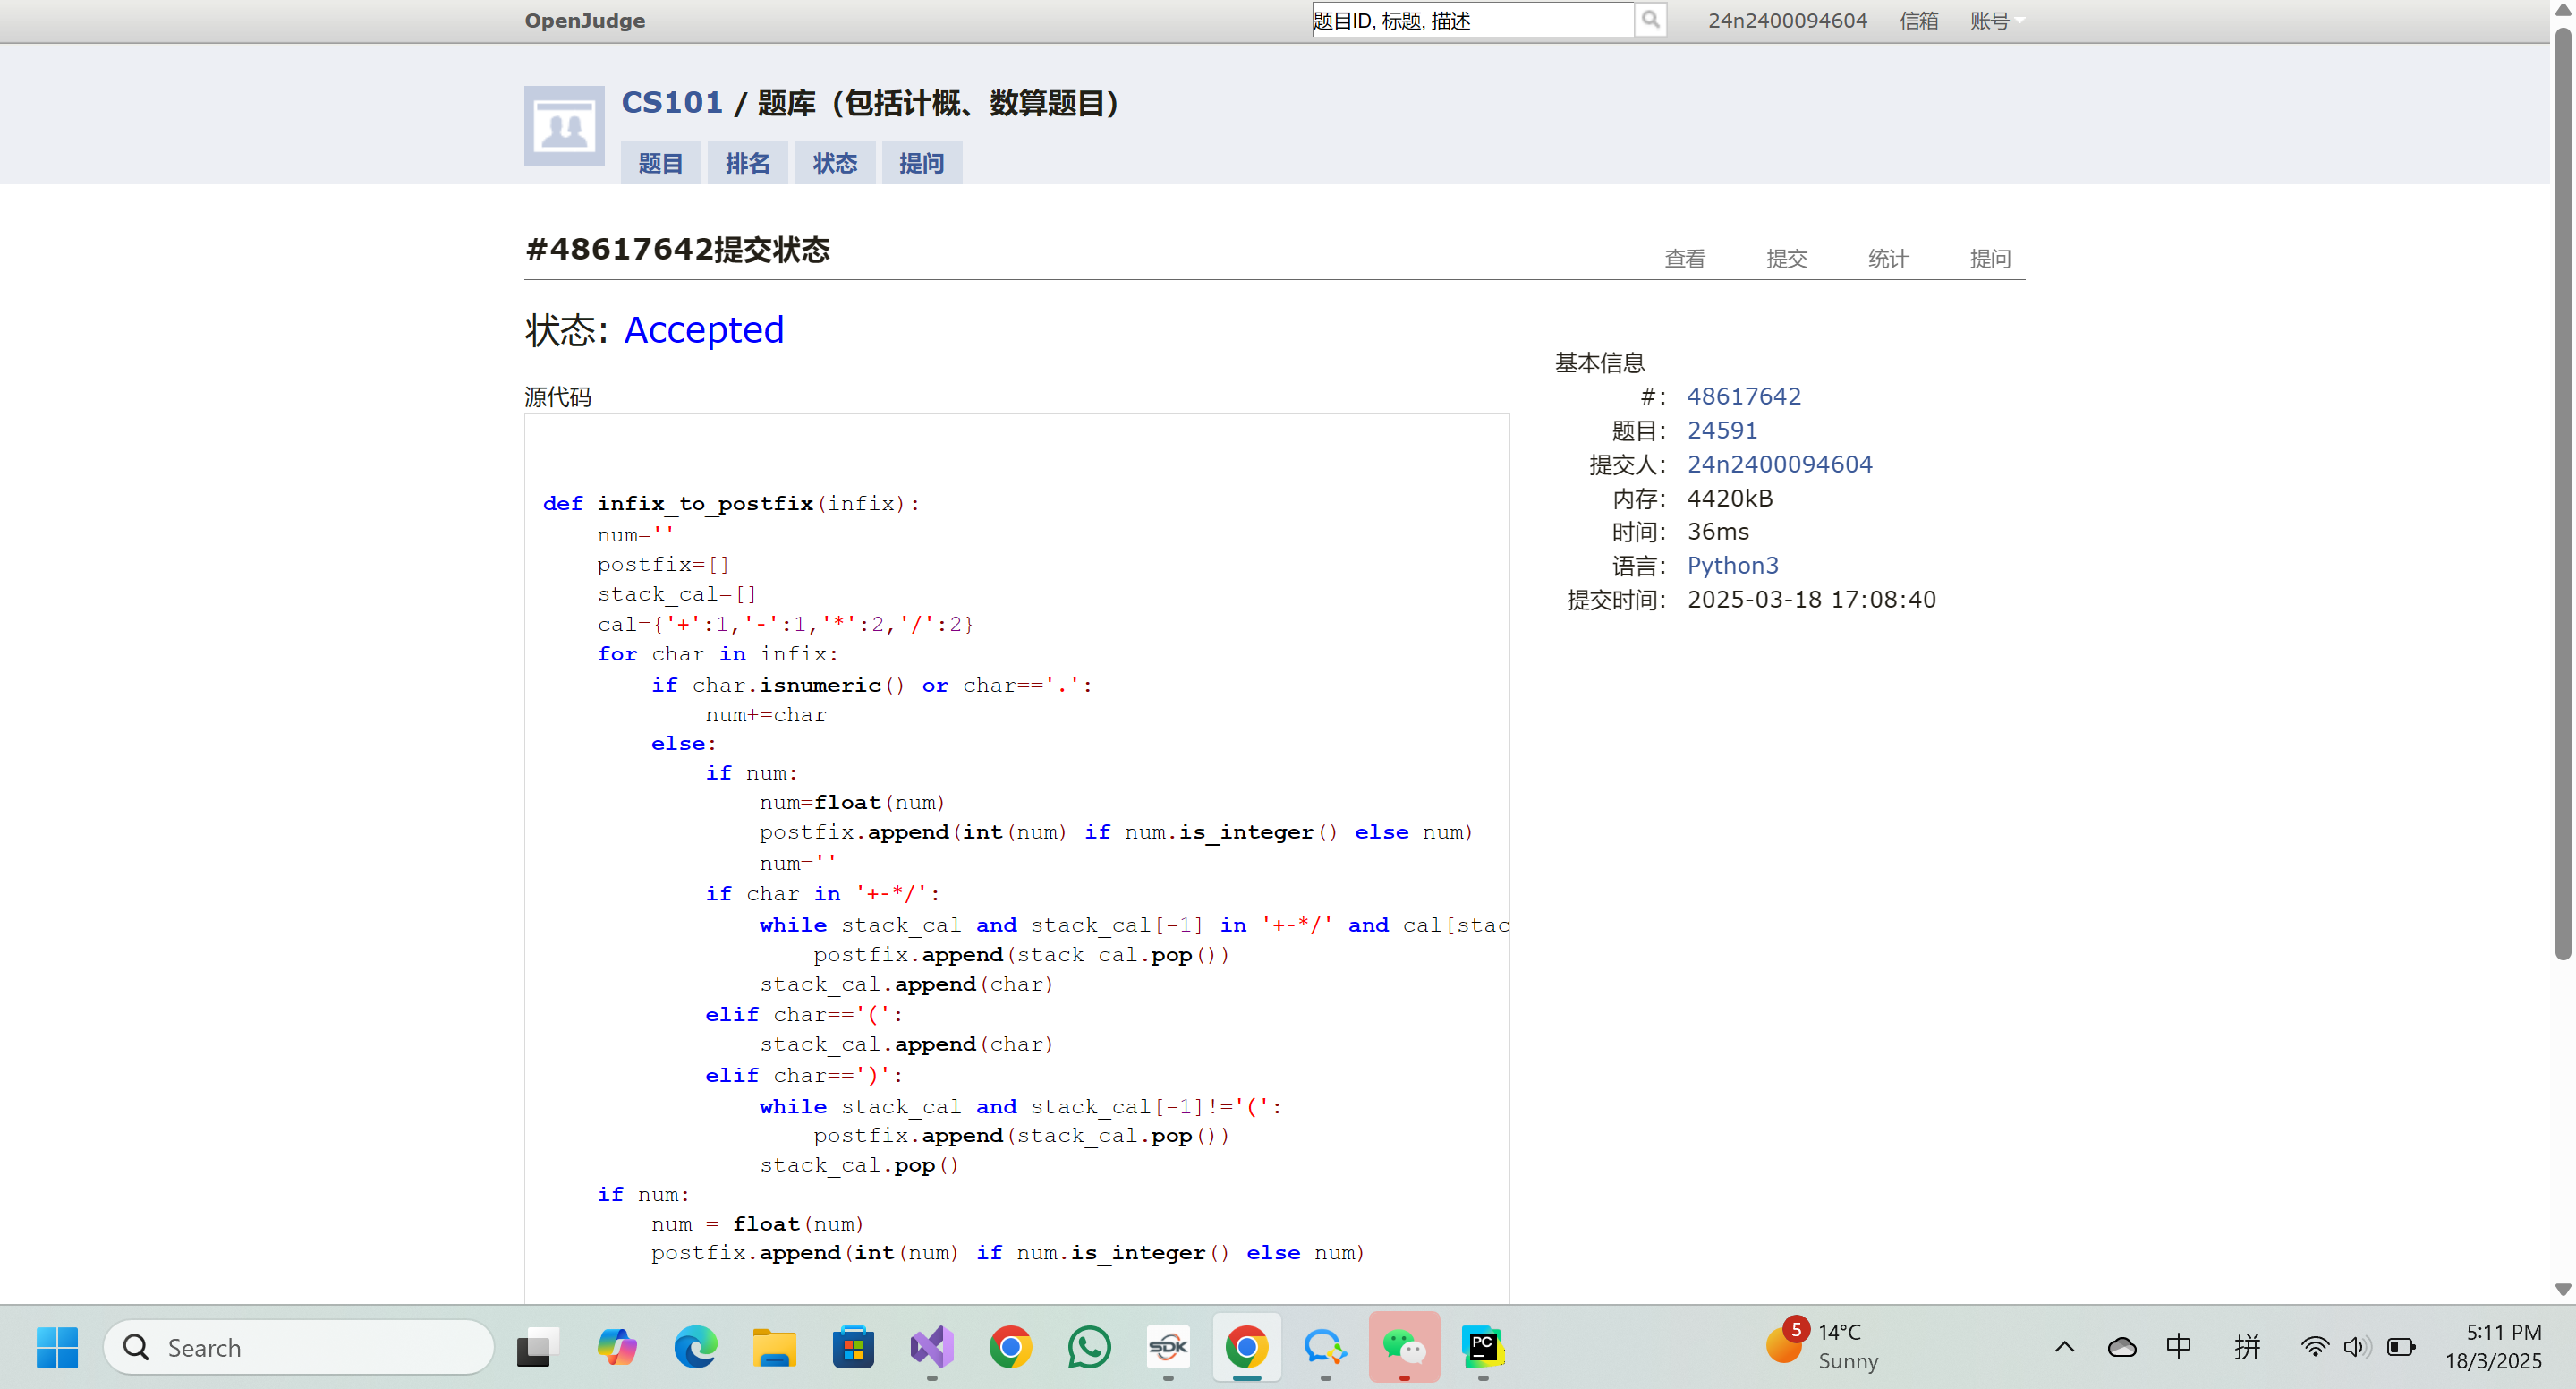 OpenJudge
题目ID, 标题, 描述
24n2400094604 信箱 账号
CS101 / 题库（包括计概、数算题目）
题目 排名 状态 提问
#48617642提交状态
查看 提交 统计 提问
状态: Accepted
源代码
def infix_to_postfix(infix):
    num=''
    postfix=[]
    stack_cal=[]
    cal={'+':1,'-':1,'*':2,'/':2}
    for char in infix:
        if char.isnumeric() or char=='.':
            num+=char
        else:
            if num:
                num=float(num)
                postfix.append(int(num) if num.is_integer() else num)
                num=''
            if char in '+-*/':
                while stack_cal and stack_cal[-1] in '+-*/' and cal[stac
                    postfix.append(stack_cal.pop())
                stack_cal.append(char)
            elif char=='(':
                stack_cal.append(char)
            elif char==')':
                while stack_cal and stack_cal[-1]!='(':
                    postfix.append(stack_cal.pop())
                stack_cal.pop()
    if num:
        num = float(num)
        postfix.append(int(num) if num.is_integer() else num)
基本信息
#: 48617642
题目: 24591
提交人: 24n2400094604
内存: 4420kB
时间: 36ms
语言: Python3
提交时间: 2025-03-18 17:08:40
Search
SDK
PC
5
14°C
Sunny
中
拼
5:11 PM
18/3/2025